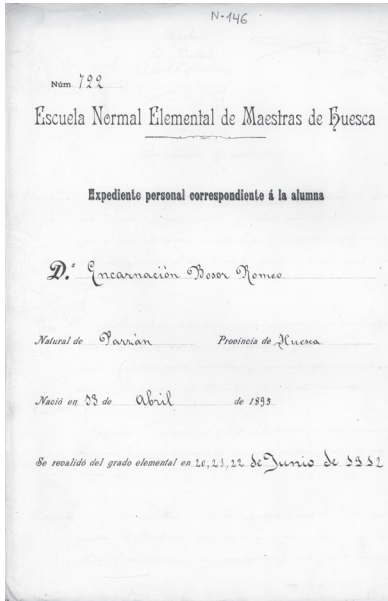 N-146
Núm. 722
Escuela Normal Elemental de Maestras de Huesca
Expediente personal correspondiente á la alumna
D.ª Encarnación Bosor Romeo
Natural de Parzán Provincia de Huesca
Nació en 13 de Abril de 1893
Se revalidó del grado elemental en 20, 21, 22 de Junio de 1912